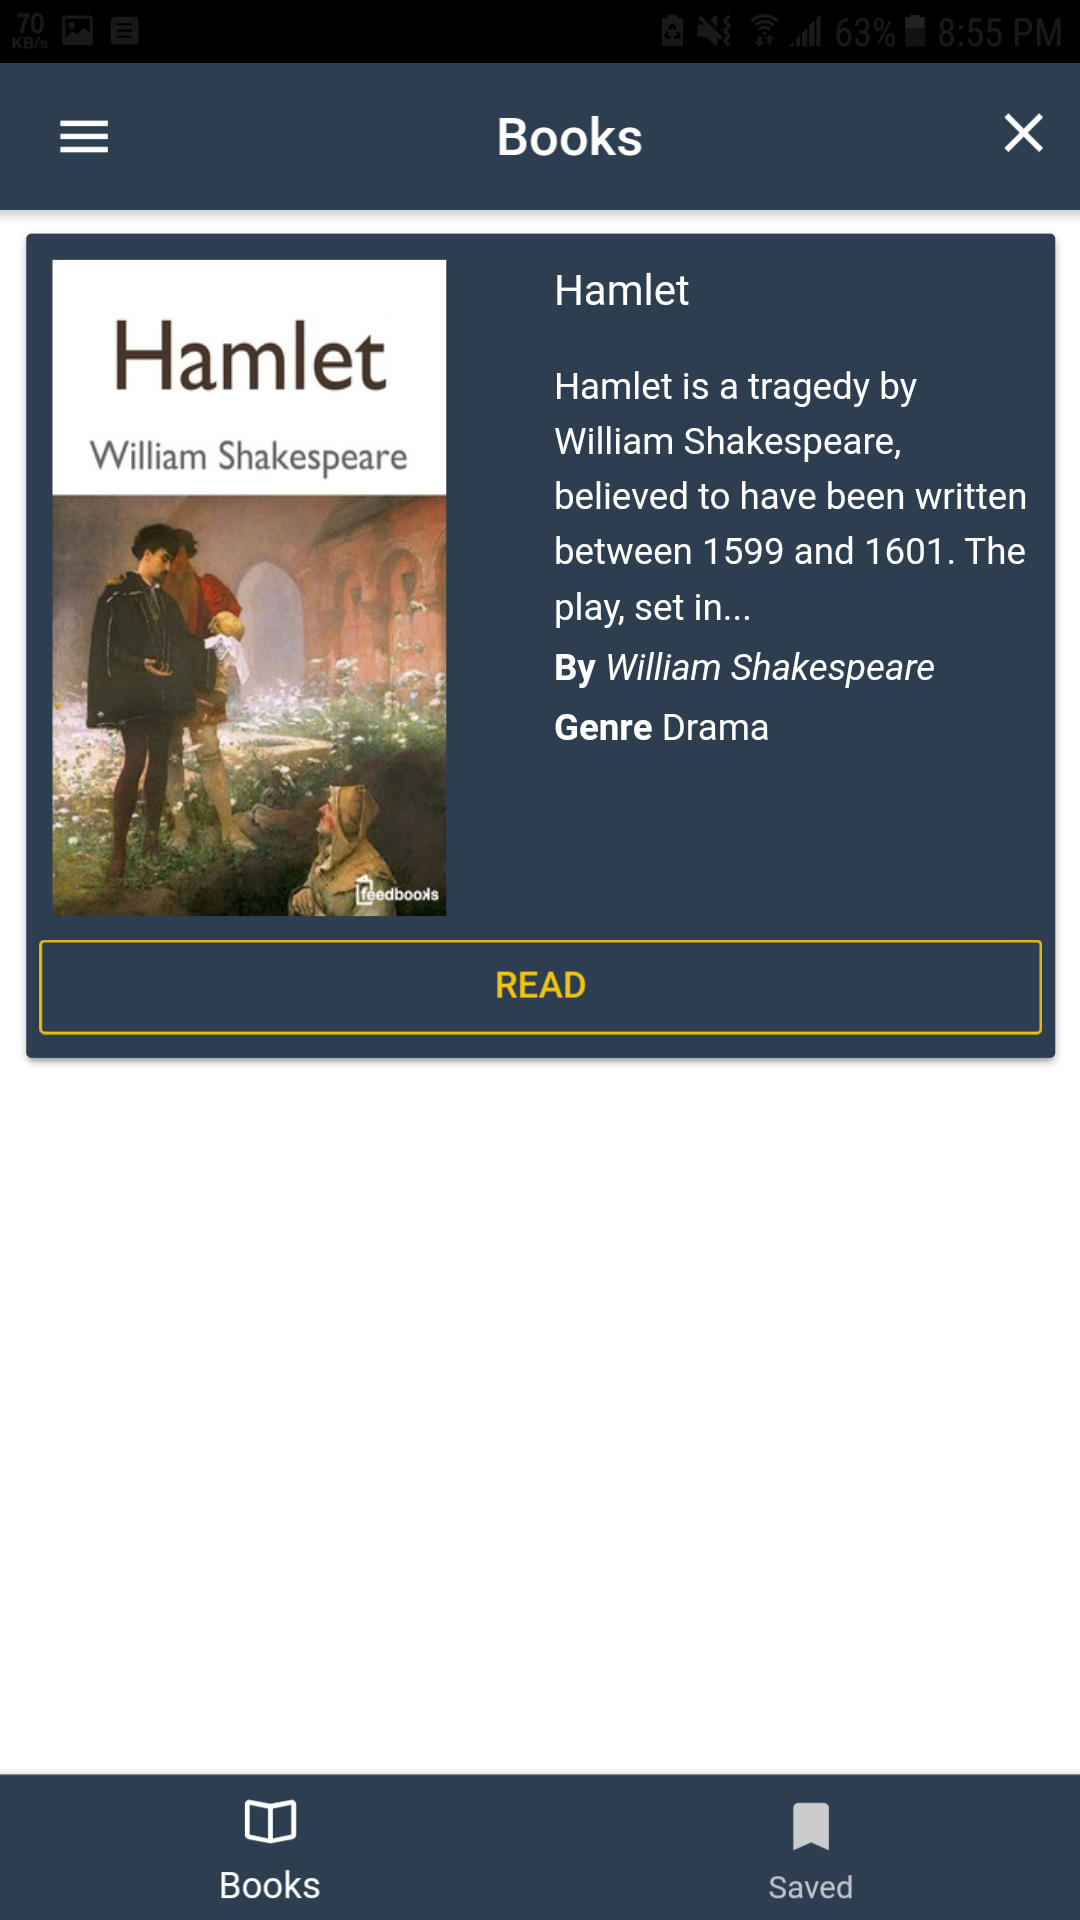 70
KB/s
63% 8:55 PM
Books
Hamlet
William Shakespeare
feedbooks
Hamlet
Hamlet is a tragedy by
William Shakespeare,
believed to have been written
between 1599 and 1601. The
play, set in...
By William Shakespeare
Genre Drama
READ
Books
Saved